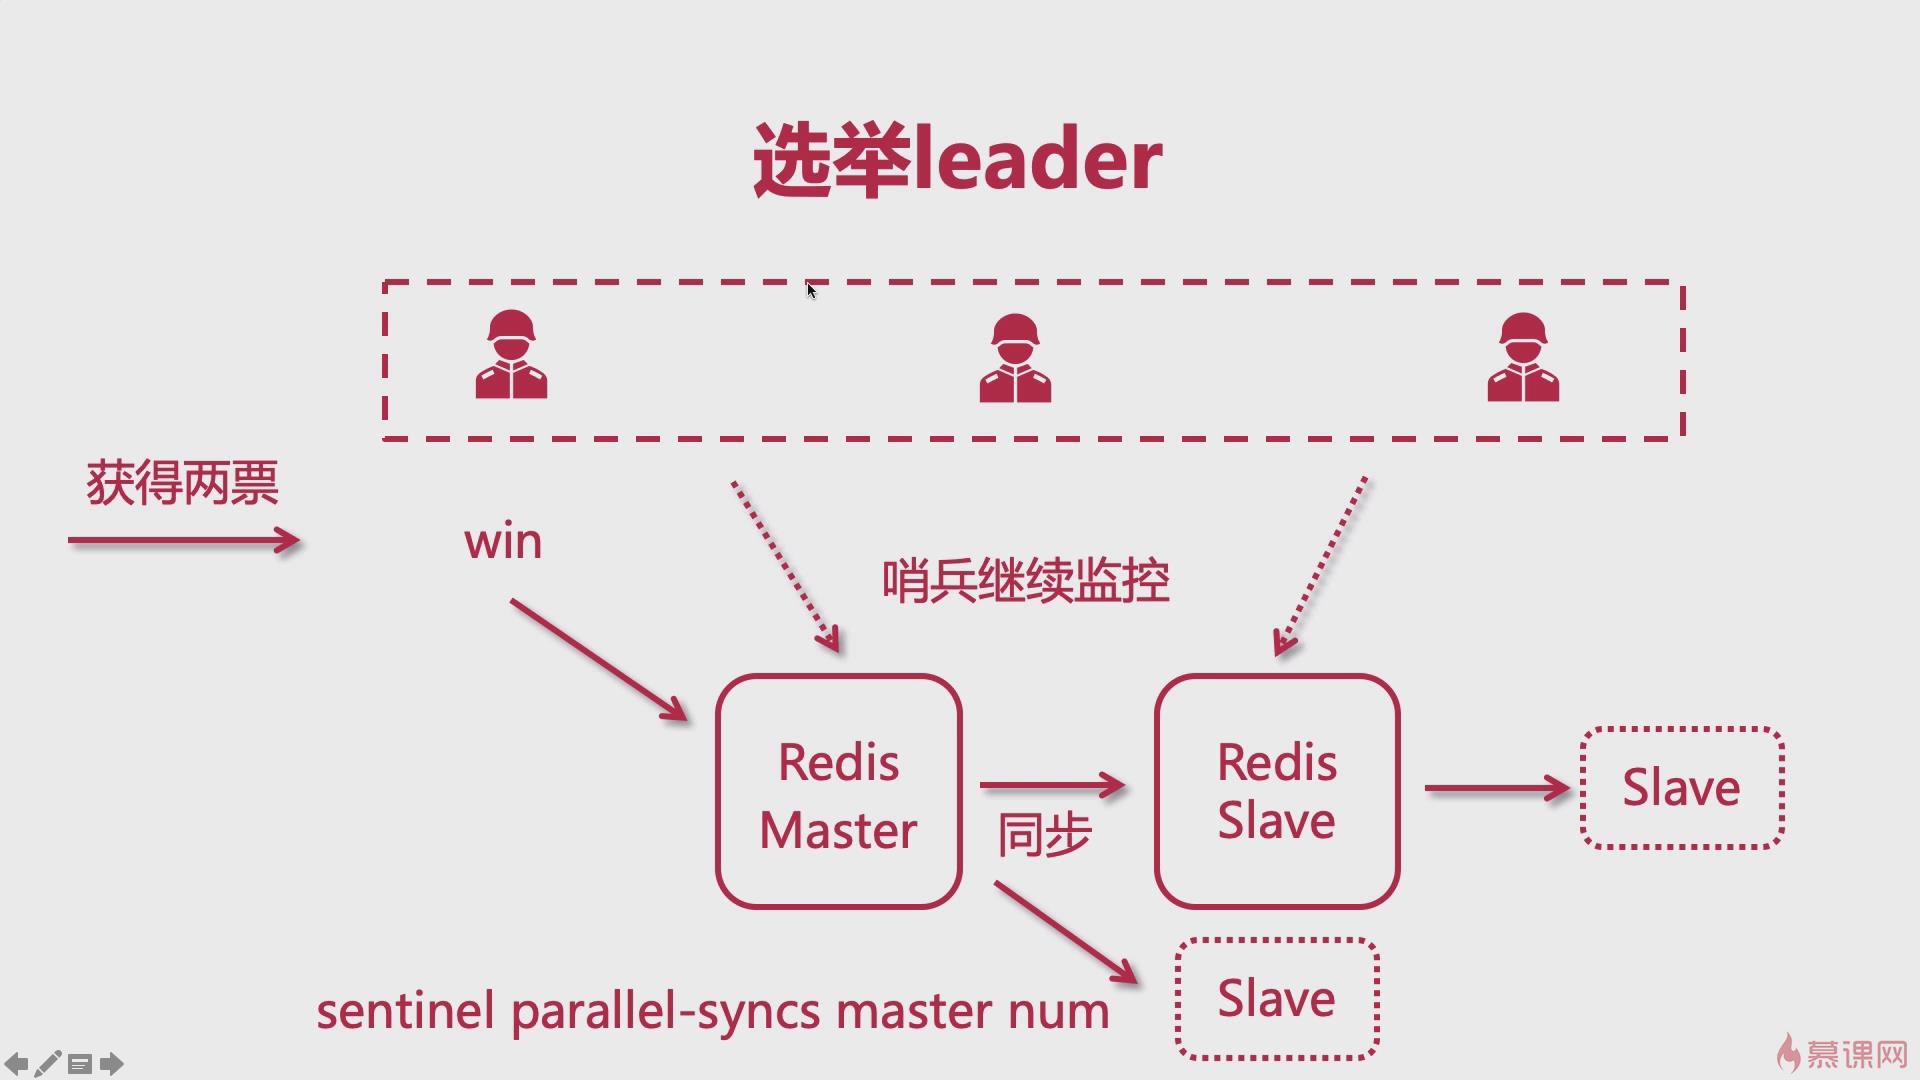 选举leader
获得两票
win
哨兵继续监控
Redis
Master
同步
Redis
Slave
Slave
Slave
sentinel parallel-syncs master num
慕课网